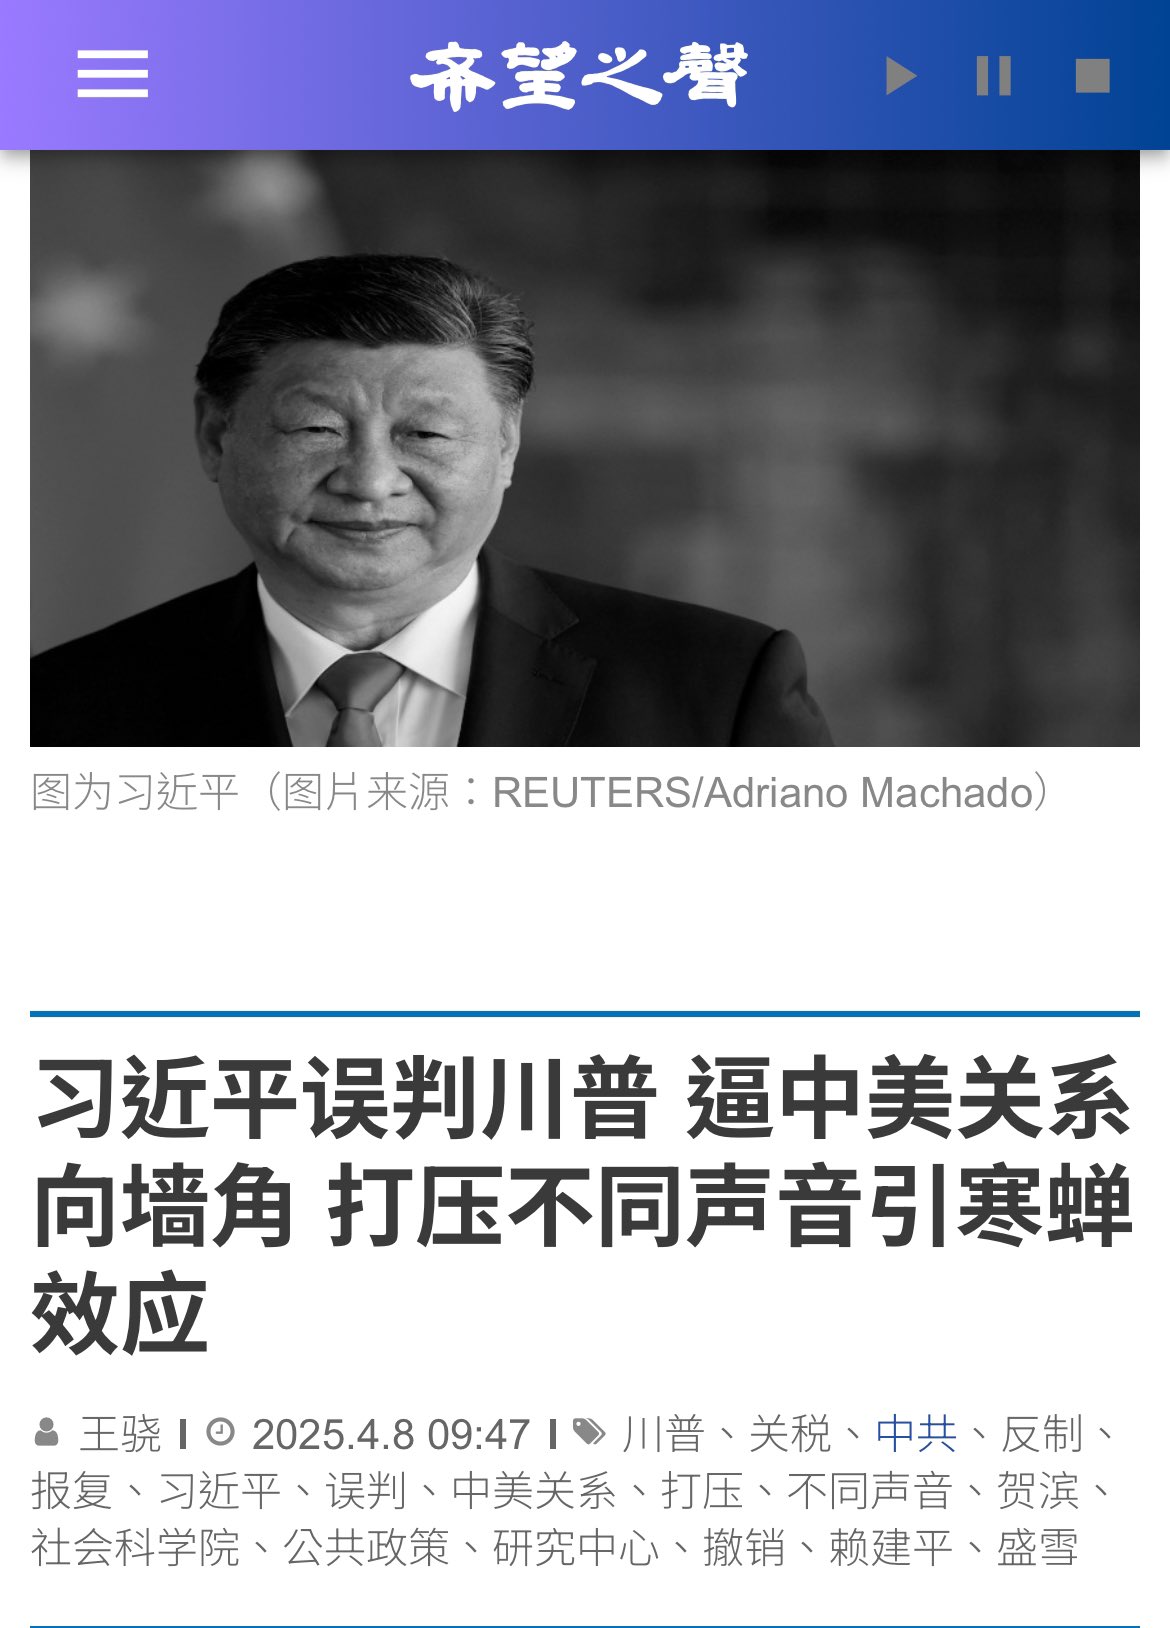 希望之聲
图为习近平（图片来源：REUTERS/Adriano Machado）
习近平误判川普 逼中美关系
向墙角 打压不同声音引寒蝉
效应
王骁 | 2025.4.8 09:47 | 川普、关税、中共、反制、
报复、习近平、误判、中美关系、打压、不同声音、贺滨、
社会科学院、公共政策、研究中心、撤销、赖建平、盛雪